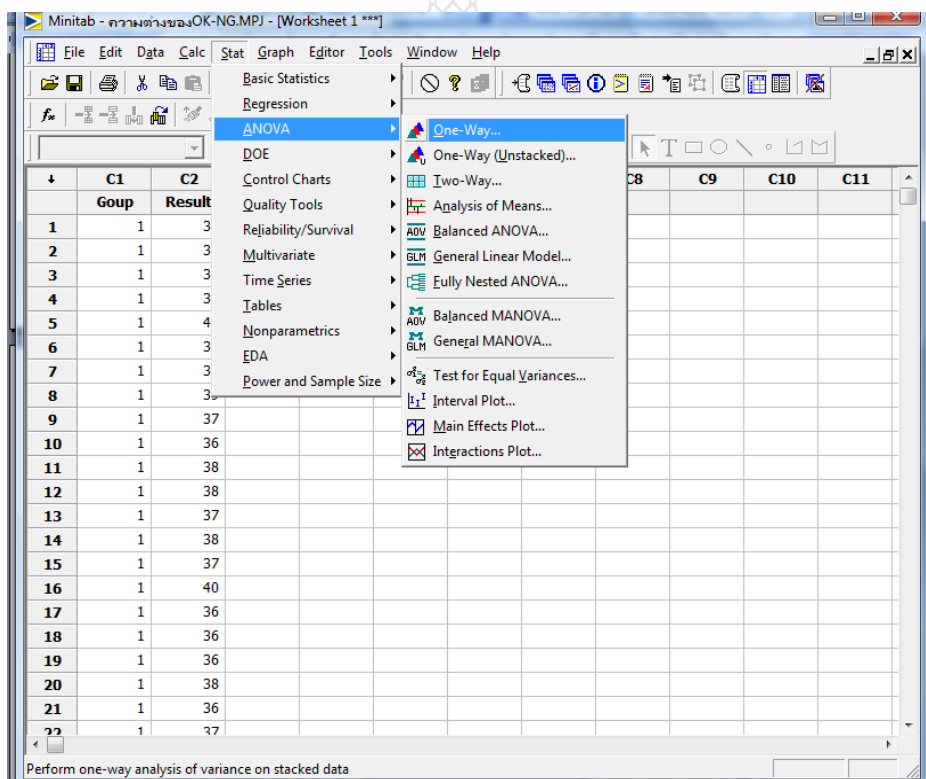 Minitab - ความต่างของOK-NG.MPJ - [Worksheet 1 ***]
File Edit Data Calc Stat Graph Editor Tools Window Help
Basic Statistics
Regression
ANOVA
DOE
Control Charts
Quality Tools
Reliability/Survival
Multivariate
Time Series
Tables
Nonparametrics
EDA
Power and Sample Size
One-Way...
One-Way (Unstacked)...
Two-Way...
Analysis of Means...
AOV Balanced ANOVA...
GLM General Linear Model...
Fully Nested ANOVA...
M AOV Balanced MANOVA...
M GLM General MANOVA...
Test for Equal Variances...
Interval Plot...
Main Effects Plot...
Interactions Plot...
C1 C2 C8 C9 C10 C11
Goup Result
1 1 3
2 1 3
3 1 3
4 1 3
5 1 4
6 1 3
7 1 3
8 1
9 1 37
10 1 36
11 1 38
12 1 38
13 1 37
14 1 38
15 1 37
16 1 40
17 1 36
18 1 36
19 1 36
20 1 38
21 1 36
22 1 37
Perform one-way analysis of variance on stacked data